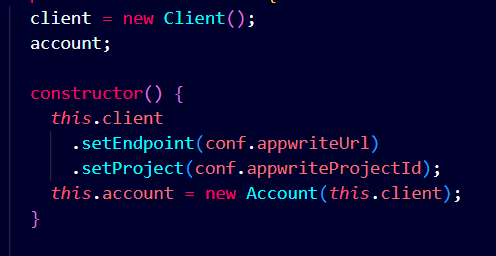 client = new Client();
account;
constructor() {
this.client
.setEndpoint(conf.appwriteUrl)
.setProject(conf.appwriteProjectId);
this.account = new Account(this.client);
}